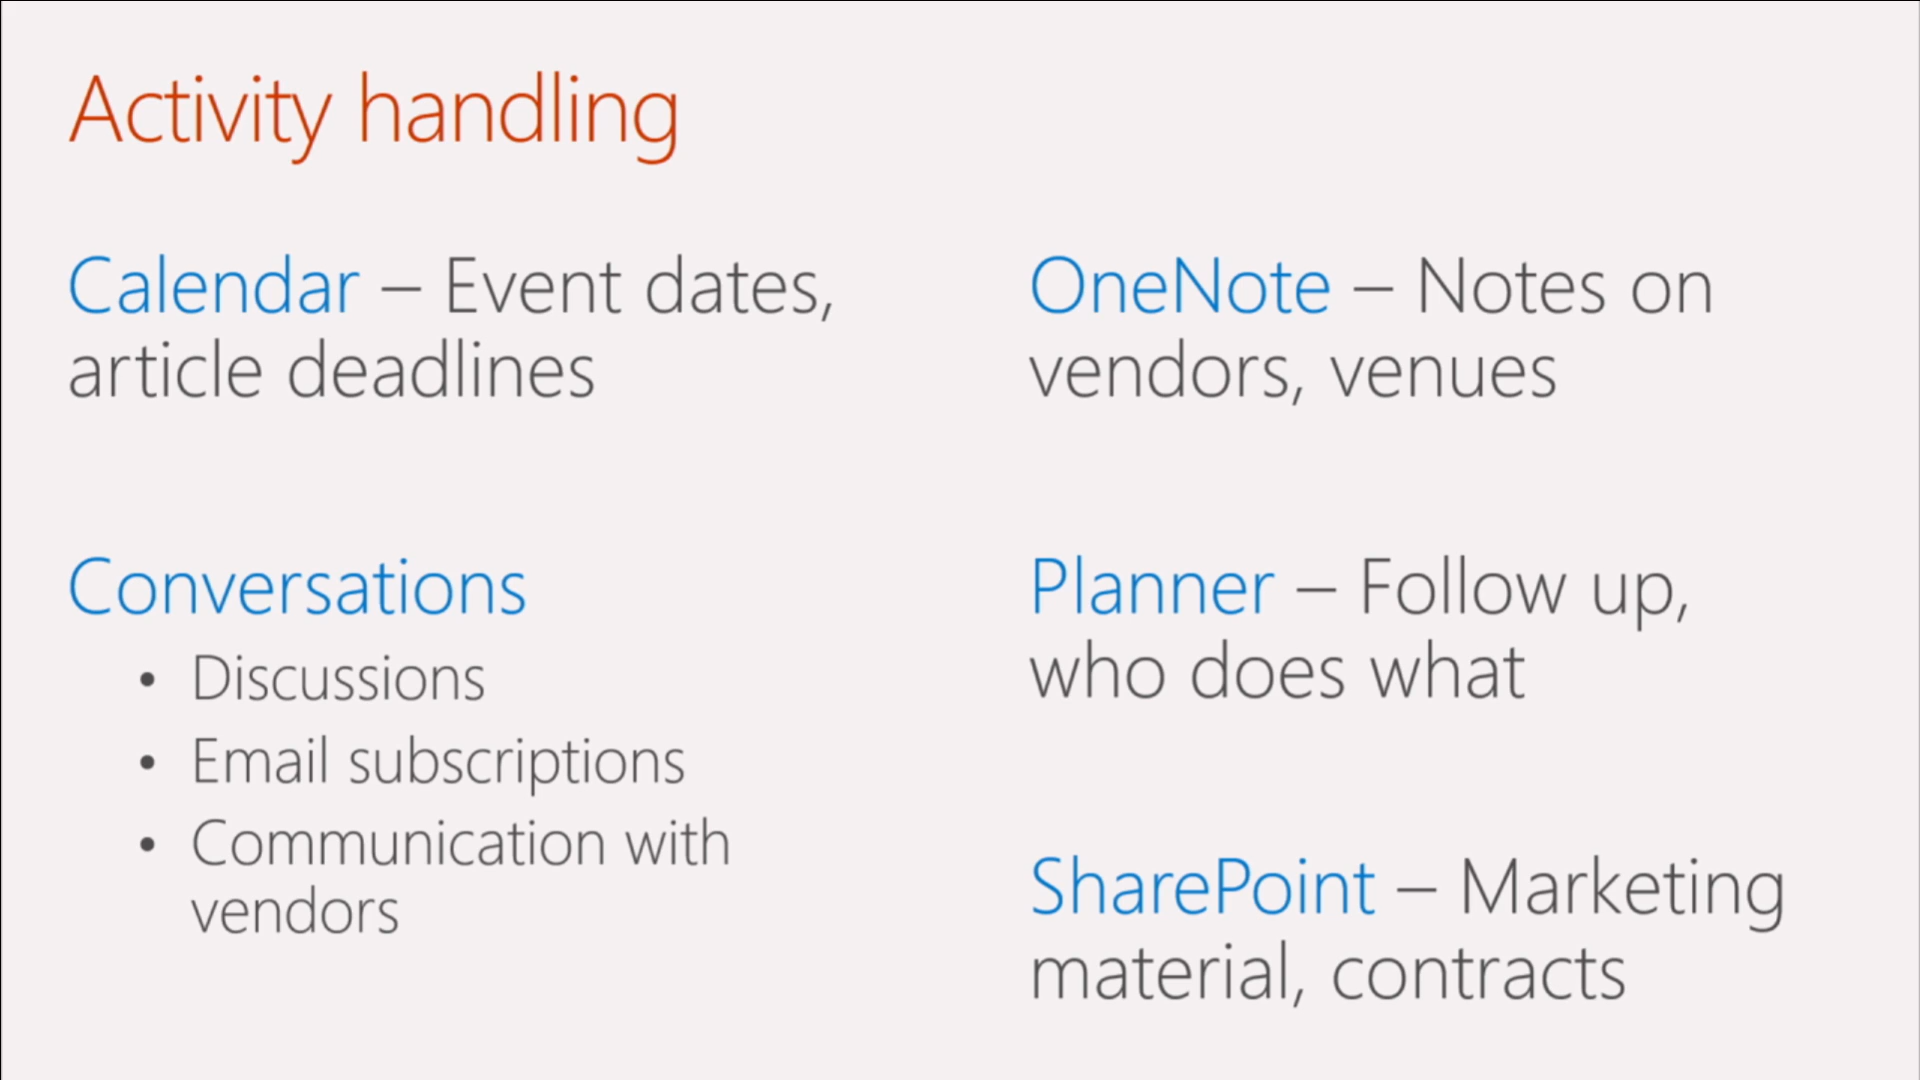 Activity handling
Calendar – Event dates,
article deadlines
Conversations
• Discussions
• Email subscriptions
• Communication with
vendors
OneNote – Notes on
vendors, venues
Planner – Follow up,
who does what
SharePoint – Marketing
material, contracts